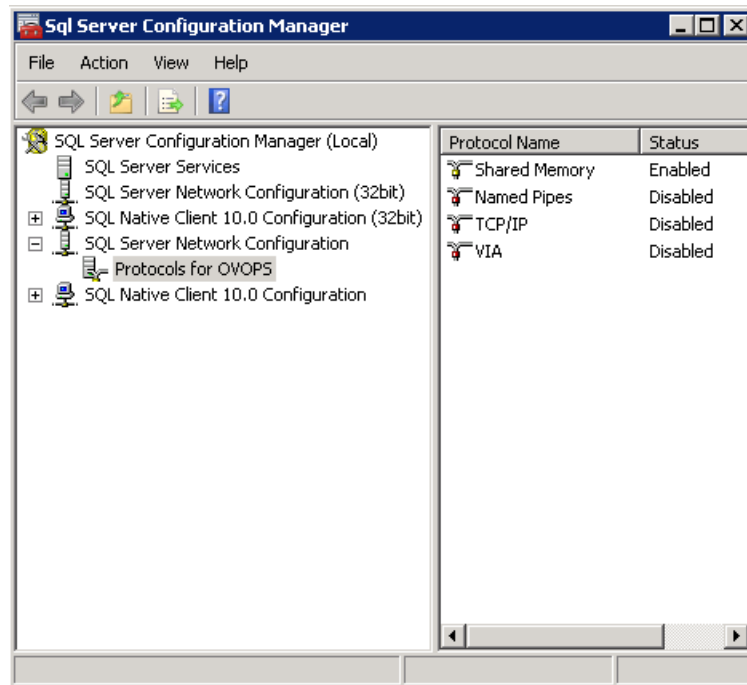 Sql Server Configuration Manager
File Action View Help
SQL Server Configuration Manager (Local)
SQL Server Services
SQL Server Network Configuration (32bit)
SQL Native Client 10.0 Configuration (32bit)
SQL Server Network Configuration
Protocols for OVOPS
SQL Native Client 10.0 Configuration
Protocol Name Status
Shared Memory Enabled
Named Pipes Disabled
TCP/IP Disabled
VIA Disabled